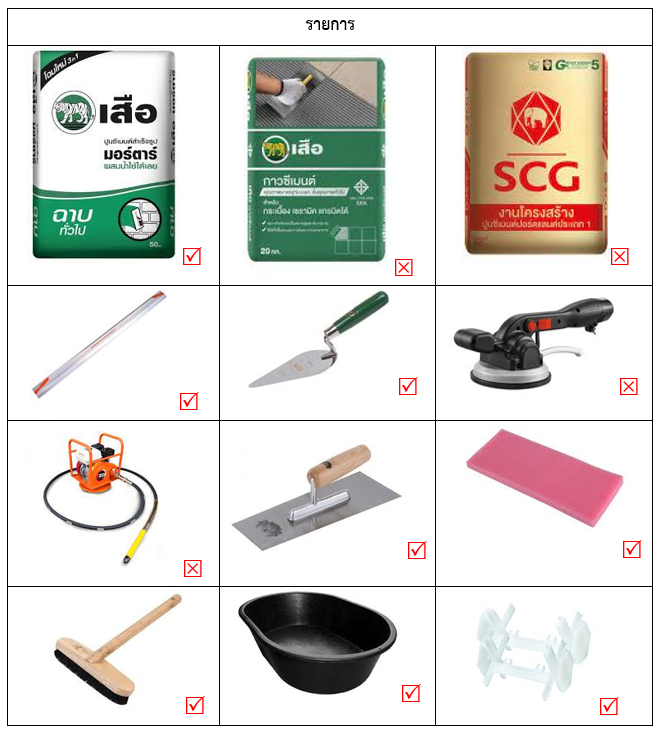 รายการ
โฉมใหม่ 3 in 1
เสือ
ปูนซีเมนต์สำเร็จรูป
มอร์ตาร์
ผสมน้ำใช้ได้เลย
ฉาบ
ทั่วไป
50 กก.
เสือ
กาวซีเมนต์
สำหรับ
กระเบื้อง เซรามิค แกรนิตโต้
20 กก.
5
SCG
งานโครงสร้าง
ปูนซีเมนต์ปอร์ตแลนด์ประเภท 1